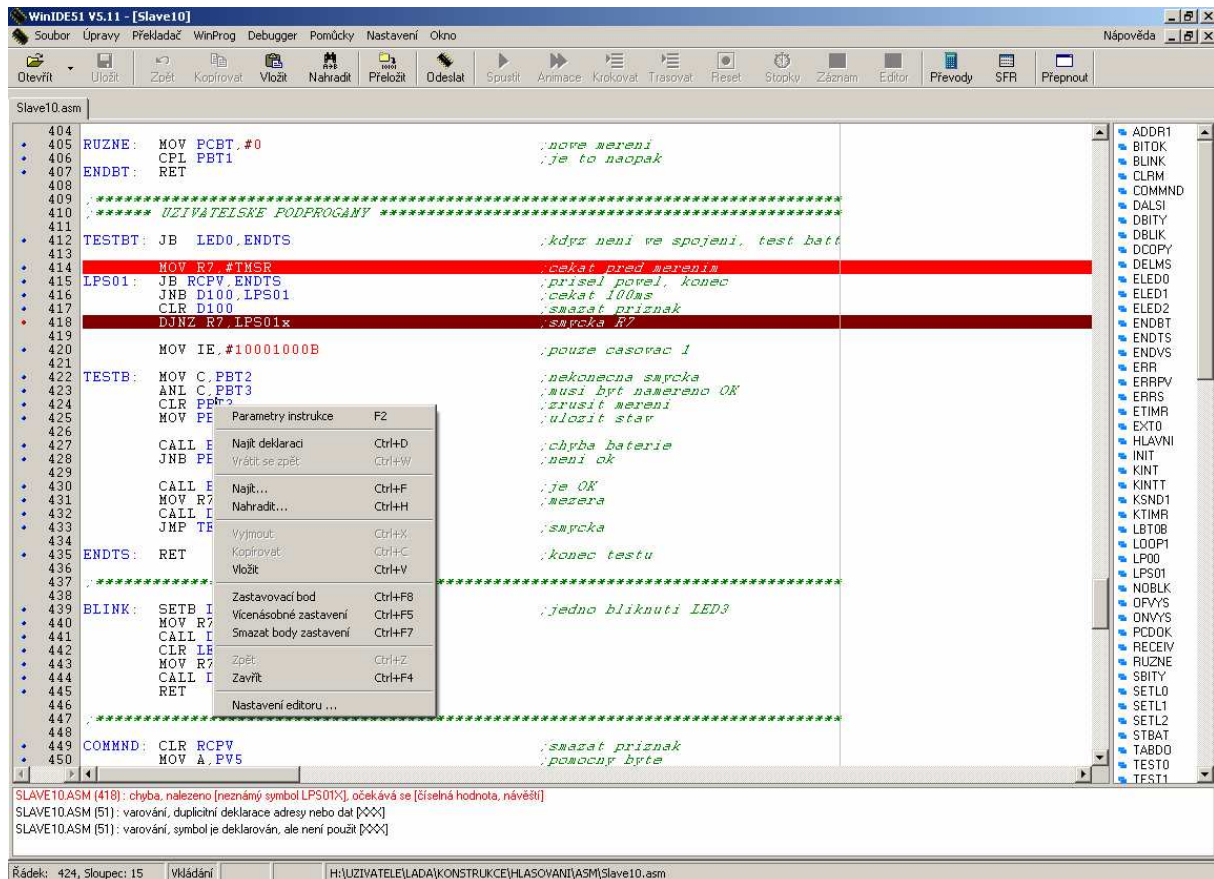 WinIDE51 V5.11 - [Slave10]
Soubor Úpravy Překladač WinProg Debugger Pomůcky Nastavení Okno Nápověda
Otevřít Uložit Zpět Kopírovat Vložit Nahradit Přeložit Odeslat Spustit Animace Krokovat Trasovat Reset Stopky Záznam Editor Převody SFR Přepnout
Slave10.asm
404
405 RUZNE: MOV PCBT,#0 ;nove mereni
406 CPL PBT1 ;je to naopak
407 ENDBT: RET
408
409 ;******************************************************************************
410 ;****** UZIVATELSKE PODPROGAMY ************************************************
411
412 TESTBT: JB LED0,ENDTS ;kdyz neni ve spojeni, test batt
413
414 MOV R7,#TMSR ;cekat pred merenim
415 LPS01: JB RCPV,ENDTS ;prisel povel, konec
416 JNB D100,LPS01 ;cekat 100ms
417 CLR D100 ;smazat priznak
418 DJNZ R7,LPS01x ;smycka R7
419
420 MOV IE,#10001000B ;pouze casovac 1
421
422 TESTB: MOV C,PBT2 ;nekonecna smycka
423 ANL C,PBT3 ;musi byt namereno OK
424 CLR PBT3 ;zrusit mereni
425 MOV ;ulozit stav
426
427 CALL ;chyba baterie
428 JNB ;neni ok
429
430 CALL ;je OK
431 MOV R7 ;mezera
432 CALL ;mezera
433 JMP ;smycka
434
435 ENDTS: RET ;konec testu
436
437 ;******************************************************************************
438
439 BLINK: SETB ;jedno bliknuti LED3
440 MOV R7
441 CALL
442 CLR
443 MOV R7
444 CALL
445 RET
446
447 ;******************************************************************************
448
449 COMMND: CLR RCPV ;smazat priznak
450 MOV A,PV5 ;pomocny byte
Parametry instrukce F2
Najít deklaraci Ctrl+D
Vrátit se zpět Ctrl+W
Najít... Ctrl+F
Nahradit... Ctrl+H
Vyjmout Ctrl+X
Kopírovat Ctrl+C
Vložit Ctrl+V
Zastavovací bod Ctrl+F8
Vícenásobné zastavení Ctrl+F5
Smazat body zastavení Ctrl+F7
Zpět Ctrl+Z
Zavřít Ctrl+F4
Nastavení editoru ...
ADDR1
BITOK
BLINK
CLRM
COMMND
DALSI
DBITY
DBLIK
DCOPY
DELMS
ELED0
ELED1
ELED2
ENDBT
ENDTS
ENDVS
ERR
ERRPV
ERRS
ETIMR
EXT0
HLAVNI
INIT
KINT
KINTT
KSND1
KTIMR
LBTOB
LOOP1
LP00
LPS01
NOBLK
OFVYS
ONVYS
PCDOK
RECEIV
RUZNE
SBITY
SETL0
SETL1
SETL2
STBAT
TABD0
TEST0
TEST1
SLAVE10.ASM (418) : chyba, nalezeno [neznámý symbol LPS01X], očekává se [číselná hodnota, návěští]
SLAVE10.ASM (51) : varování, duplicitní deklarace adresy nebo dat [XXX]
SLAVE10.ASM (51) : varování, symbol je deklarován, ale není použit [XXX]
Řádek: 424, Sloupec: 15 Vkládání H:\UZIVATELE\LADA\KONSTRUKCE\HLASOVANI\ASM\Slave10.asm